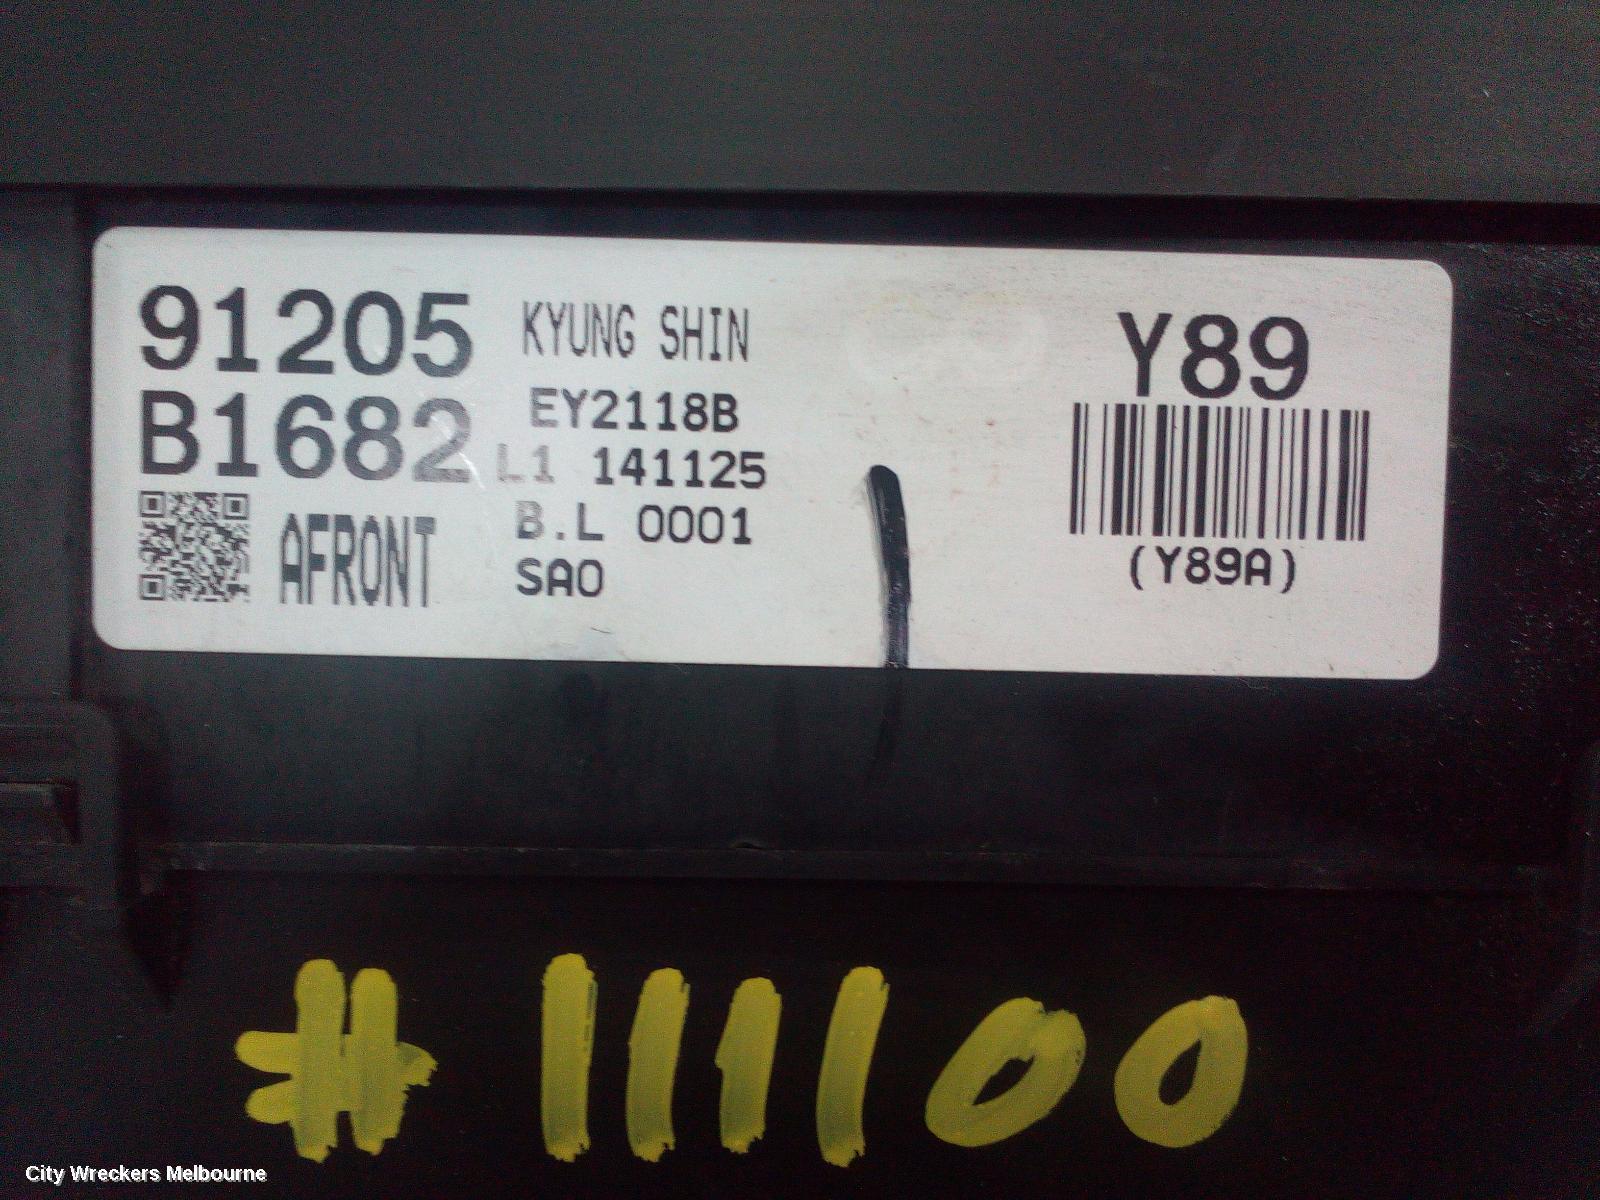 91205
B1682
AFRONT
KYUNG SHIN
EY2118B
L1 141125
B.L 0001
SAO
Y89
(Y89A)
#111100
City Wreckers Melbourne